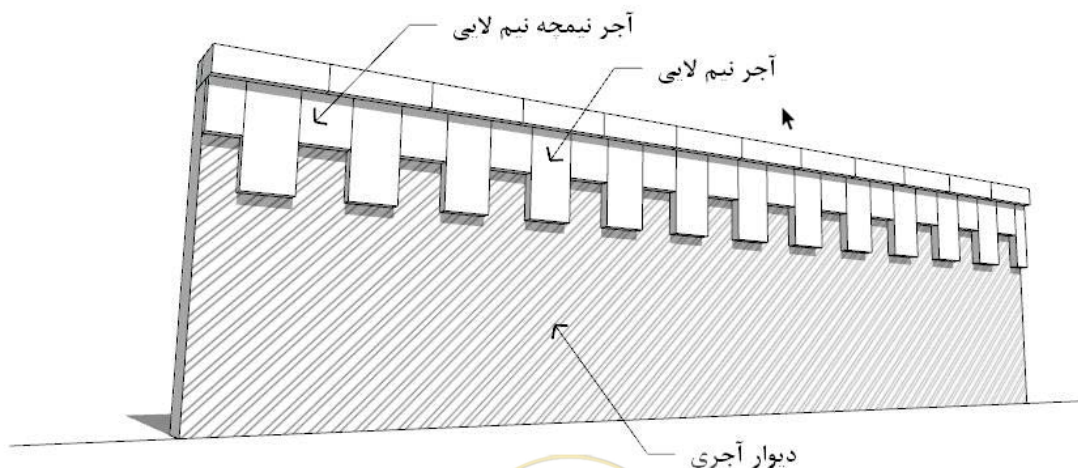 آجر نیمچه نیم لایی
آجر نیم لایی
دیوار آجری